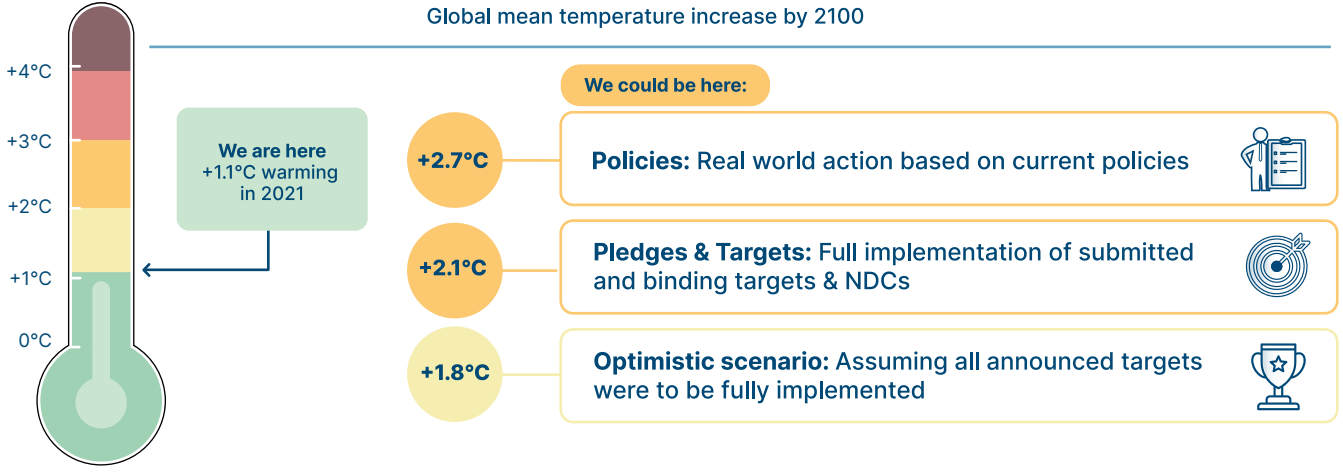 Global mean temperature increase by 2100
+4°C
+3°C
+2°C
+1°C
0°C
We are here
+1.1°C warming
in 2021
We could be here:
+2.7°C
Policies: Real world action based on current policies
+2.1°C
Pledges & Targets: Full implementation of submitted
and binding targets & NDCs
+1.8°C
Optimistic scenario: Assuming all announced targets
were to be fully implemented